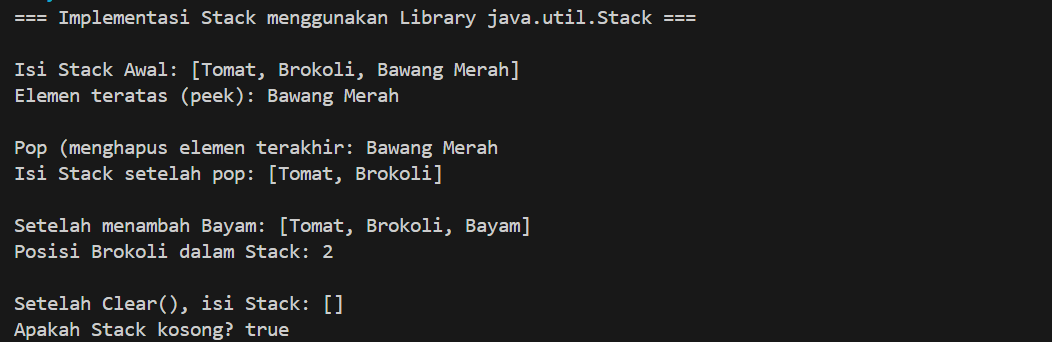 === Implementasi Stack menggunakan Library java.util.Stack ===
Isi Stack Awal: [Tomat, Brokoli, Bawang Merah]
Elemen teratas (peek): Bawang Merah
Pop (menghapus elemen terakhir: Bawang Merah
Isi Stack setelah pop: [Tomat, Brokoli]
Setelah menambah Bayam: [Tomat, Brokoli, Bayam]
Posisi Brokoli dalam Stack: 2
Setelah Clear(), isi Stack: []
Apakah Stack kosong? true